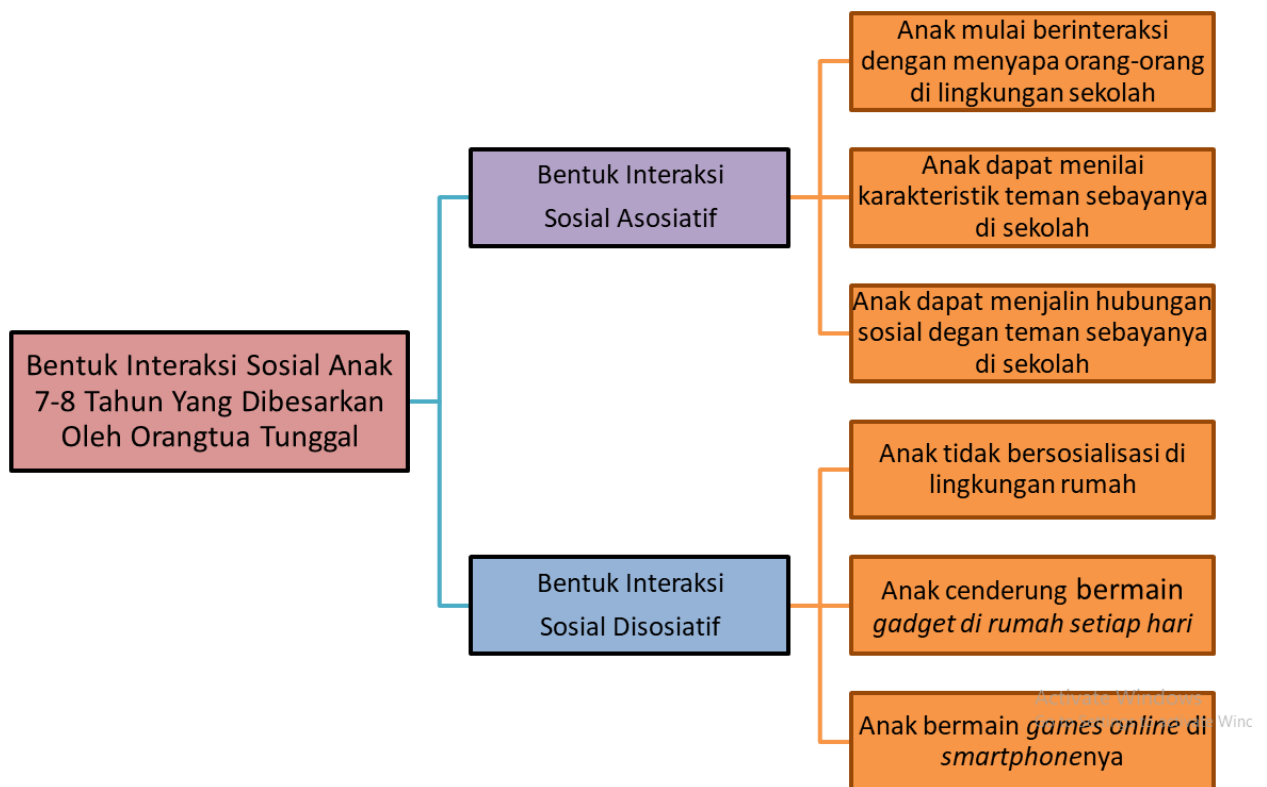 Anak mulai berinteraksi
dengan menyapa orang-orang
di lingkungan sekolah
Bentuk Interaksi
Sosial Asosiatif
Anak dapat menilai
karakteristik teman sebayanya
di sekolah
Anak dapat menjalin hubungan
sosial degan teman sebayanya
di sekolah
Bentuk Interaksi Sosial Anak
7-8 Tahun Yang Dibesarkan
Oleh Orangtua Tunggal
Anak tidak bersosialisasi di
lingkungan rumah
Bentuk Interaksi
Sosial Disosiatif
Anak cenderung bermain
gadget di rumah setiap hari
Activate Windows
Anak bermain games online di
smartphonenya